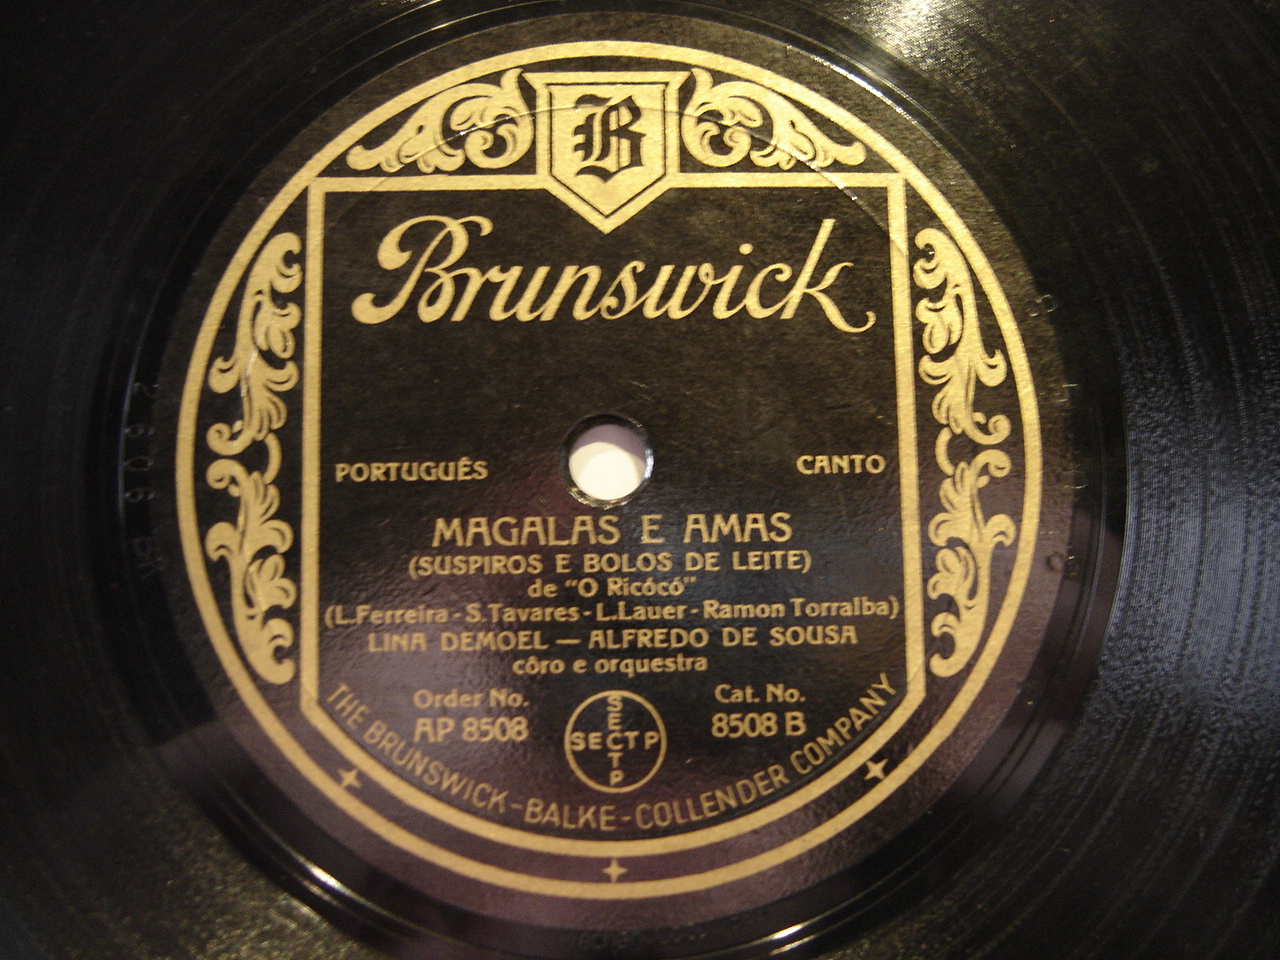 B
Brunswick
PORTUGUÊS CANTO
MAGALAS E AMAS
(SUSPIROS E BOLOS DE LEITE)
de "O Ricócó"
(L. Ferreira - S. Tavares - L. Lauer - Ramon Torralba)
LINA DEMOEL — ALFREDO DE SOUSA
côro e orquestra
Order No. Cat. No.
AP 8508 8508 B
SECTP
SECTP
THE BRUNSWICK-BALKE-COLLENDER COMPANY